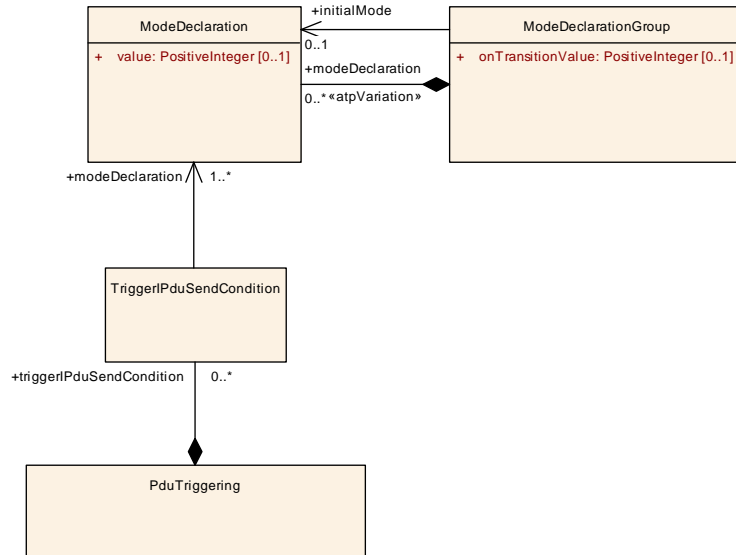 ModeDeclaration
+ value: PositiveInteger [0..1]
+initialMode
0..1
+modeDeclaration
0..* «atpVariation»
ModeDeclarationGroup
+ onTransitionValue: PositiveInteger [0..1]
+modeDeclaration 1..*
TriggerIPduSendCondition
+triggerIPduSendCondition 0..*
PduTriggering